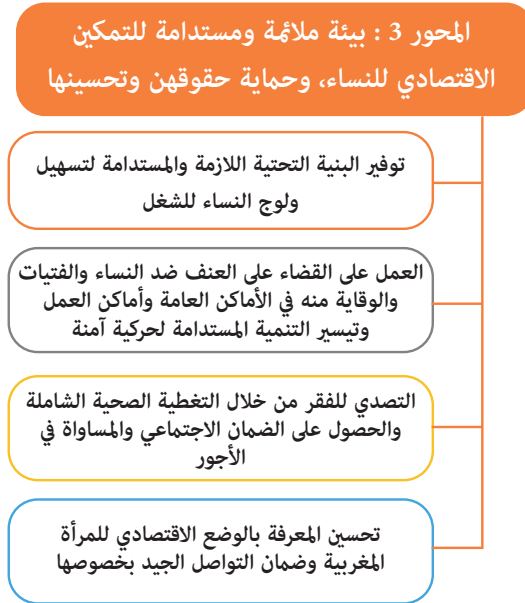 المحور 3 : بيئة ملائمة ومستدامة للتمكين
الاقتصادي للنساء، وحماية حقوقهن وتحسينها
توفير البنية التحتية اللازمة والمستدامة لتسهيل
ولوج النساء للشغل
العمل على القضاء على العنف ضد النساء والفتيات
والوقاية منه في الأماكن العامة وأماكن العمل
وتيسير التنمية المستدامة لحركية آمنة
التصدي للفقر من خلال التغطية الصحية الشاملة
والحصول على الضمان الاجتماعي والمساواة في
الأجور
تحسين المعرفة بالوضع الاقتصادي للمرأة
المغربية وضمان التواصل الجيد بخصوصها